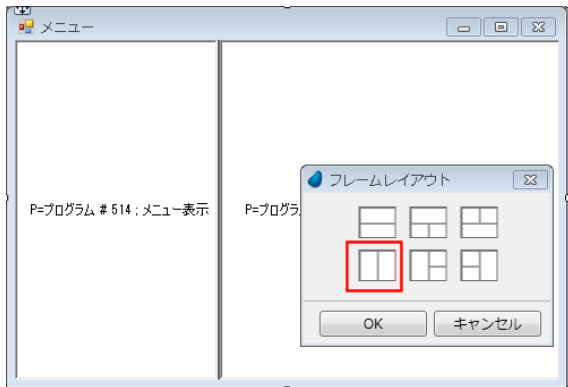 メニュー
P=プログラム # 514 : メニュー表示
P=プログラ
フレームレイアウト
OK
キャンセル